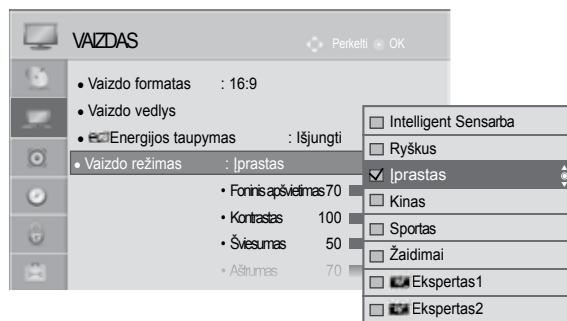 VAIZDAS
Perkelti OK
• Vaizdo formatas : 16:9
• Vaizdo vedlys
• Energijos taupymas : Išjungti
• Vaizdo režimas : Įprastas
• Foninis apšvietimas 70
• Kontrastas 100
• Šviesumas 50
• Aštrumas 70
Intelligent Sensarba
Ryškus
Įprastas
Kinas
Sportas
Žaidimai
Ekspertas1
Ekspertas2